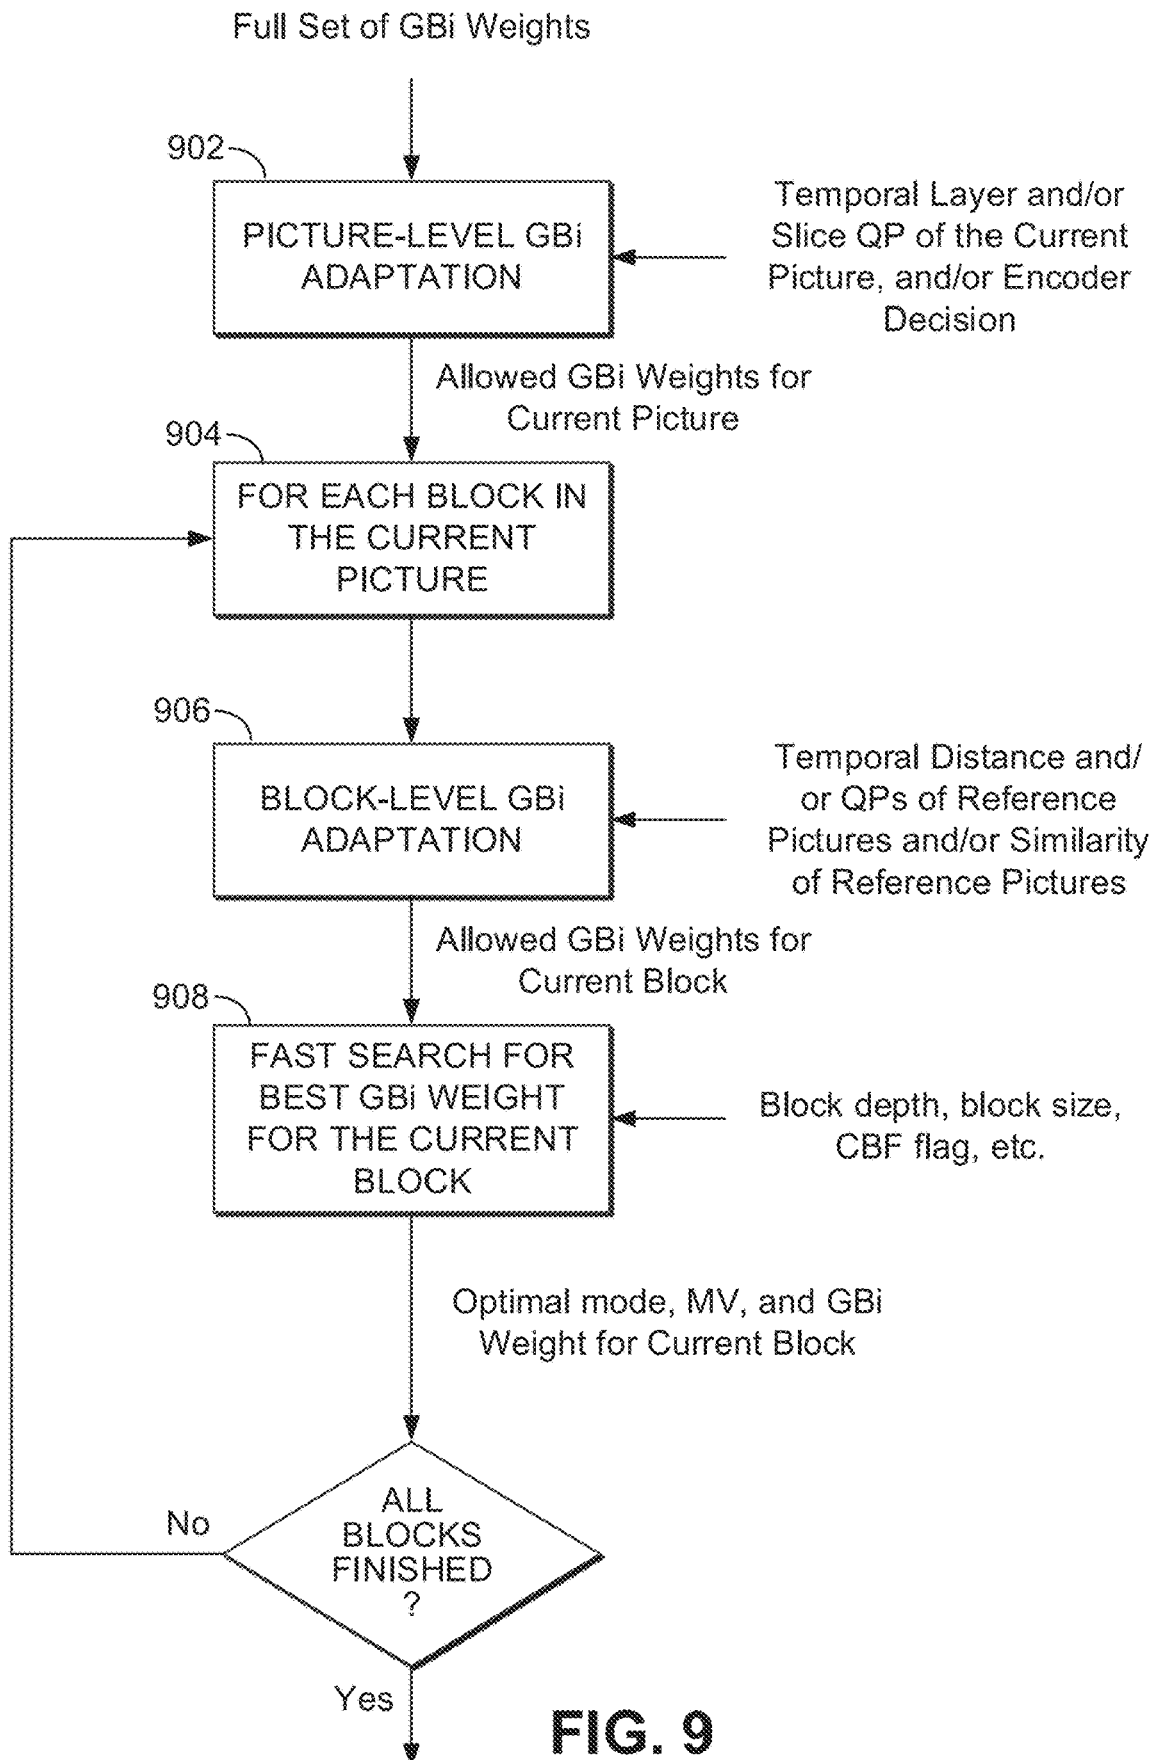 Full Set of GBi Weights
902
PICTURE-LEVEL GBi
ADAPTATION
Temporal Layer and/or
Slice QP of the Current
Picture, and/or Encoder
Decision
Allowed GBi Weights for
Current Picture
904
FOR EACH BLOCK IN
THE CURRENT
PICTURE
906
BLOCK-LEVEL GBi
ADAPTATION
Temporal Distance and/
or QPs of Reference
Pictures and/or Similarity
of Reference Pictures
Allowed GBi Weights for
Current Block
908
FAST SEARCH FOR
BEST GBi WEIGHT
FOR THE CURRENT
BLOCK
Block depth, block size,
CBF flag, etc.
Optimal mode, MV, and GBi
Weight for Current Block
No
ALL
BLOCKS
FINISHED
?
Yes
FIG. 9